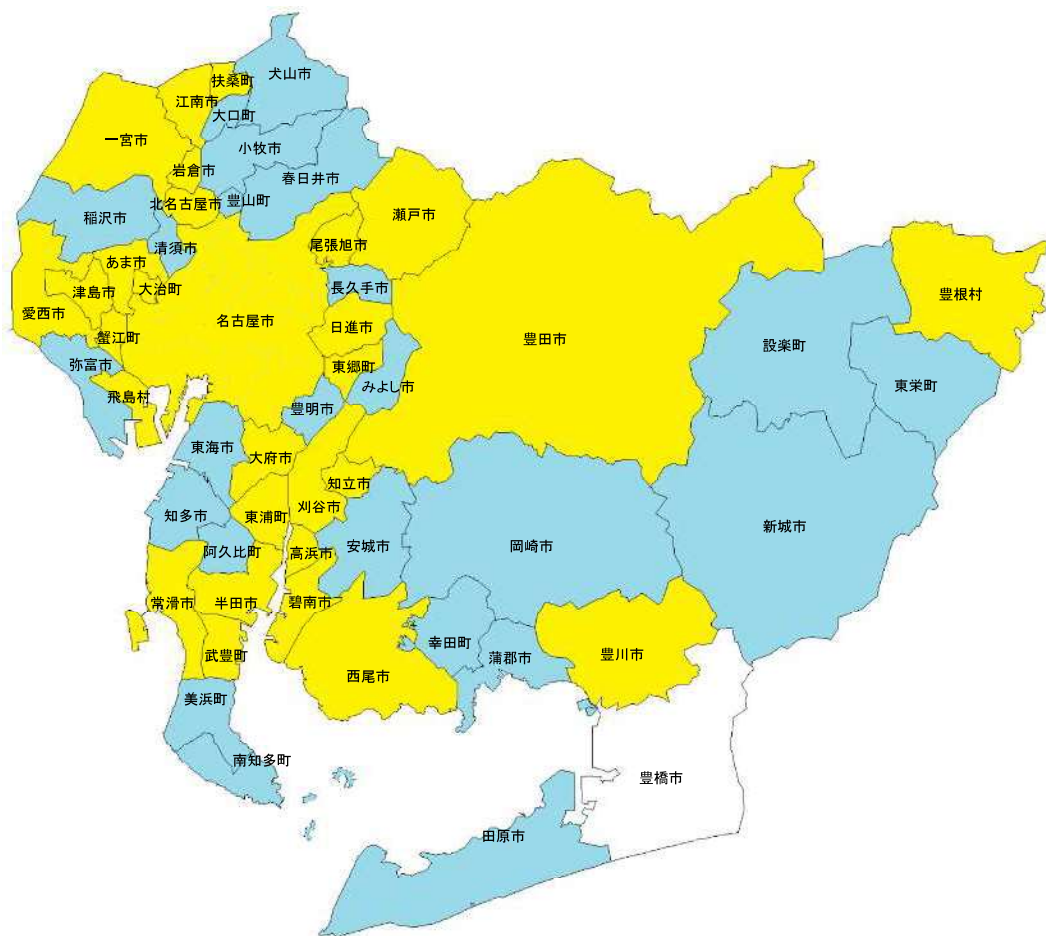 扶桑町
犬山市
江南市
大口町
一宮市
小牧市
岩倉市
春日井市
豊山町
北名古屋市
瀬戸市
稲沢市
清須市
尾張旭市
あま市
長久手市
津島市
大治町
豊根村
愛西市
名古屋市
日進市
蟹江町
豊田市
設楽町
弥富市
東郷町
みよし市
東栄町
飛島村
豊明市
東海市
大府市
知立市
知多市
東浦町
刈谷市
新城市
阿久比町
高浜市
安城市
岡崎市
常滑市
半田市
碧南市
幸田町
武豊町
蒲郡市
豊川市
西尾市
美浜町
南知多町
豊橋市
田原市